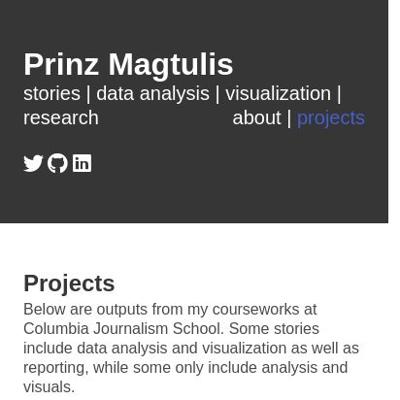 Prinz Magtulis
stories | data analysis | visualization |
research about | projects
Projects
Below are outputs from my courseworks at
Columbia Journalism School. Some stories
include data analysis and visualization as well as
reporting, while some only include analysis and
visuals.